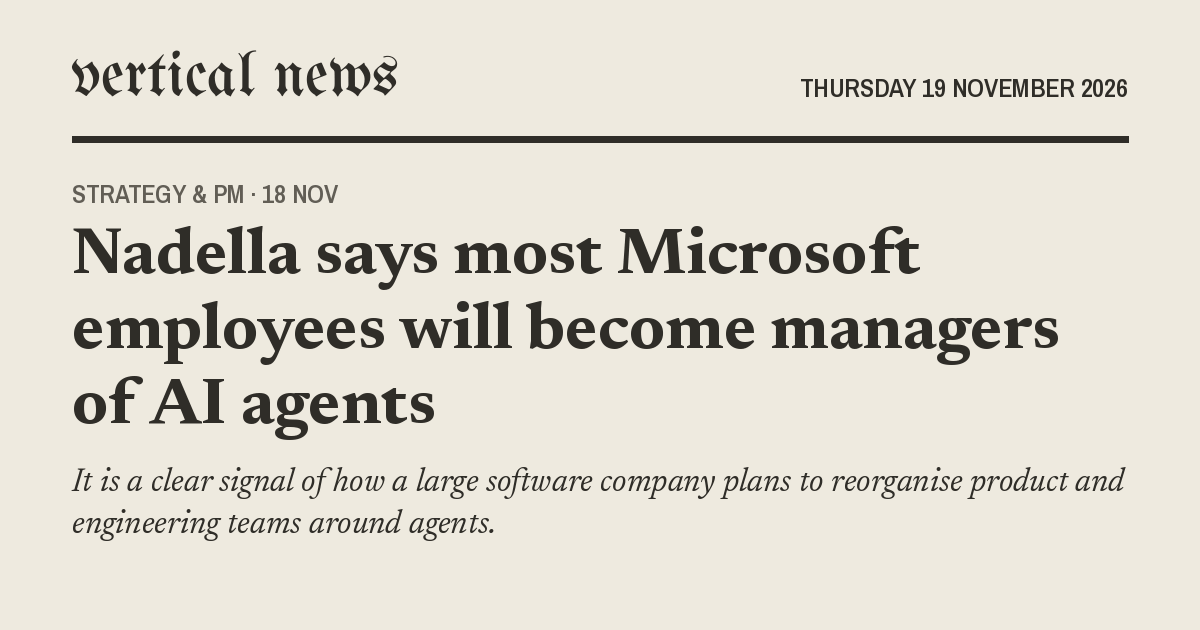 vertical news
THURSDAY 19 NOVEMBER 2026
STRATEGY & PM · 18 NOV
Nadella says most Microsoft
employees will become managers
of AI agents
It is a clear signal of how a large software company plans to reorganise product and
engineering teams around agents.